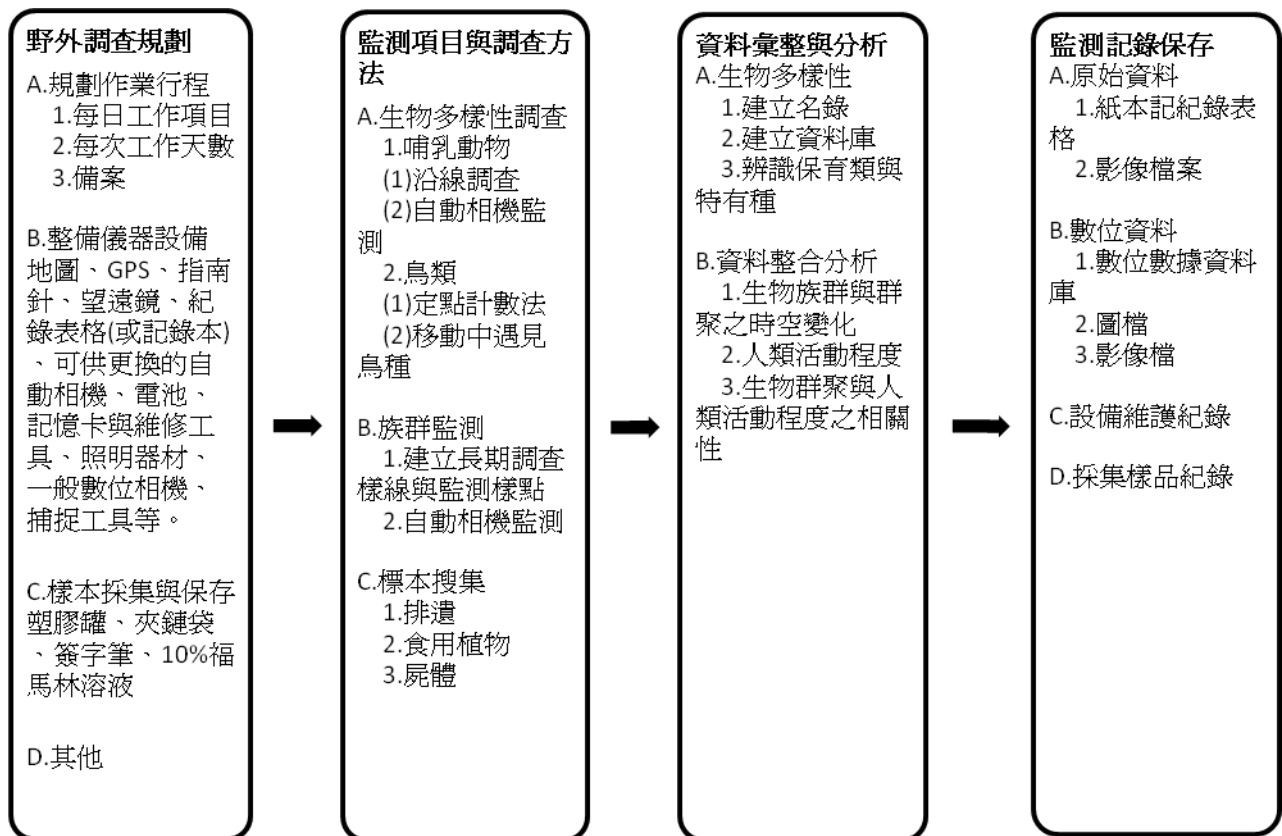 野外調查規劃
A.規劃作業行程
1.每日工作項目
2.每次工作天數
3.備案
B.整備儀器設備
地圖、GPS、指南
針、望遠鏡、紀
錄表格(或記錄本)
、可供更換的自
動相機、電池、
記憶卡與維修工
具、照明器材、
一般數位相機、
捕捉工具等。
C.樣本採集與保存
塑膠罐、夾鏈袋
、簽字筆、10%福
馬林溶液
D.其他
監測項目與調查方
法
A.生物多樣性調查
1.哺乳動物
(1)沿線調查
(2)自動相機監
測
2.鳥類
(1)定點計數法
(2)移動中遇見
鳥種
B.族群監測
1.建立長期調查
樣線與監測樣點
2.自動相機監測
C.標本搜集
1.排遺
2.食用植物
3.屍體
資料彙整與分析
A.生物多樣性
1.建立名錄
2.建立資料庫
3.辨識保育類與
特有種
B.資料整合分析
1.生物族群與群
聚之時空變化
2.人類活動程度
3.生物群聚與人
類活動程度之相關
性
監測記錄保存
A.原始資料
1.紙本記紀錄表
格
2.影像檔案
B.數位資料
1.數位數據資料
庫
2.圖檔
3.影像檔
C.設備維護紀錄
D.採集樣品紀錄